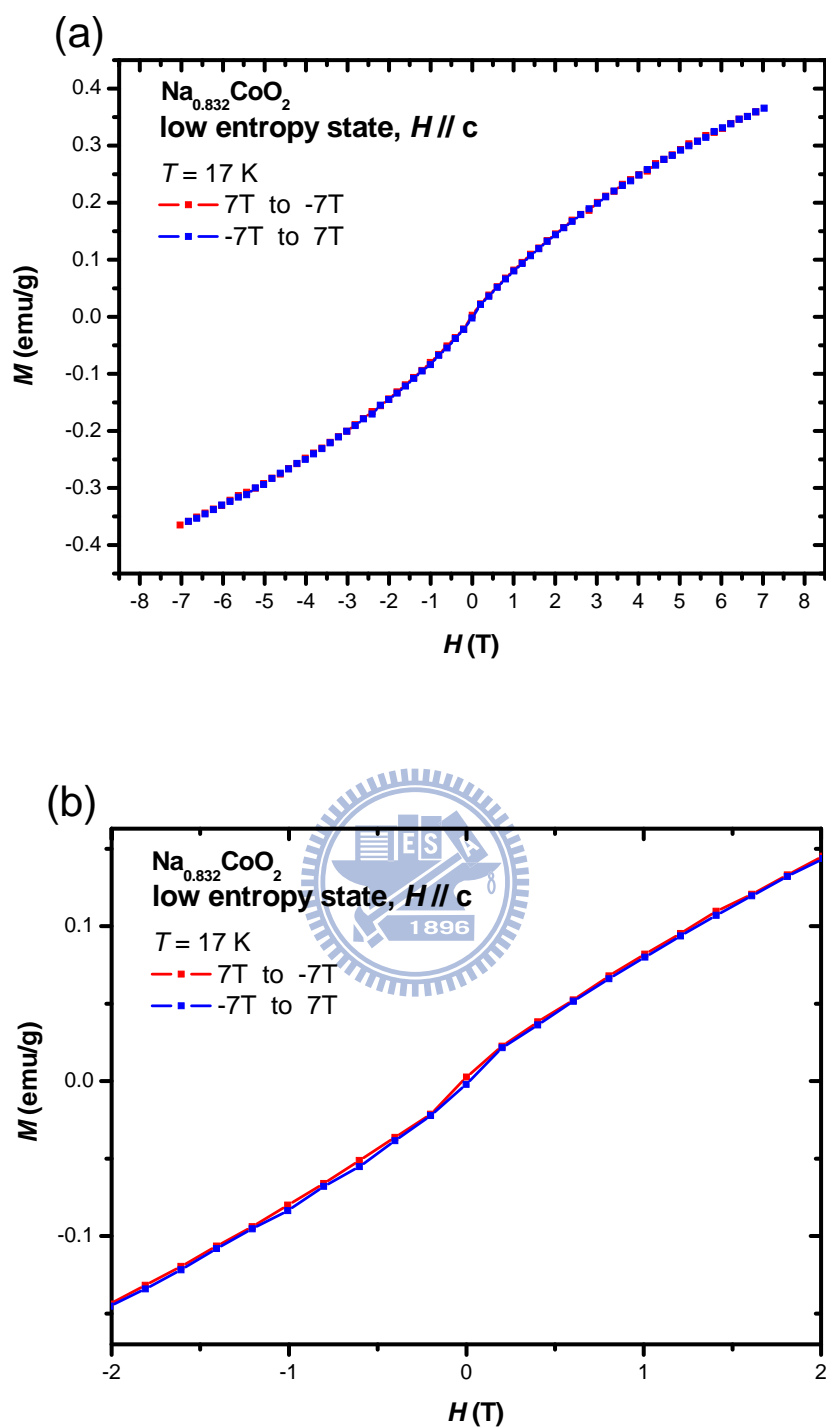 (a)
Na0.832CoO2
low entropy state, H // c
T = 17 K
7T to -7T
-7T to 7T
0.4
0.3
0.2
0.1
0.0
-0.1
-0.2
-0.3
-0.4
M (emu/g)
-8 -7 -6 -5 -4 -3 -2 -1 0 1 2 3 4 5 6 7 8
H (T)
(b)
Na0.832CoO2
low entropy state, H // c
T = 17 K
7T to -7T
-7T to 7T
E S
1896
0.1
0.0
-0.1
M (emu/g)
-2 -1 0 1 2
H (T)